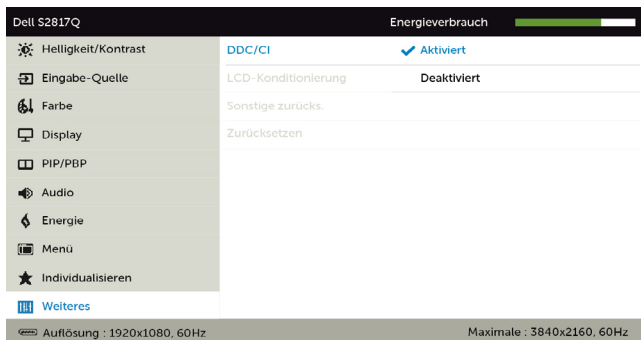 Dell S2817Q Energieverbrauch
Helligkeit/Kontrast DDC/CI Aktiviert
Eingabe-Quelle LCD-Konditionierung Deaktiviert
Farbe Sonstige zurücks.
Display Zurücksetzen
PIP/PBP
Audio
Energie
Menü
Individualisieren
Weiteres
Auflösung : 1920x1080, 60Hz Maximale : 3840x2160, 60Hz